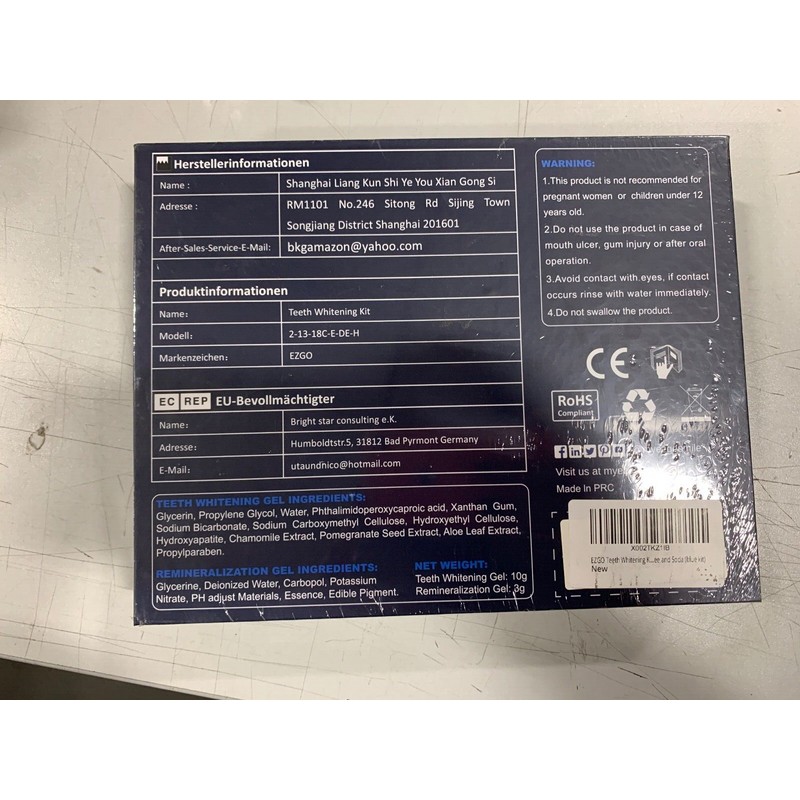 Herstellerinformationen
Name : Shanghai Liang Kun Shi Ye You Xian Gong Si
Adresse : RM1101 No.246 Sitong Rd Sijing Town
Songjiang District Shanghai 201601
After-Sales-Service-E-Mail: bkgamazon@yahoo.com
Produktinformationen
Name: Teeth Whitening Kit
Modell: 2-13-18C-E-DE-H
Markenzeichen: EZGO
EC REP EU-Bevollmächtigter
Name: Bright star consulting e.K.
Adresse: Humboldtstr.5, 31812 Bad Pyrmont Germany
E-Mail: utaundhico@hotmail.com
TEETH WHITENING GEL INGREDIENTS:
Glycerin, Propylene Glycol, Water, Phthalimidoperoxycaproic acid, Xanthan Gum,
Sodium Bicarbonate, Sodium Carboxymethyl Cellulose, Hydroxyethyl Cellulose,
Hydroxyapatite, Chamomile Extract, Pomegranate Seed Extract, Aloe Leaf Extract,
Propylparaben.
REMINERALIZATION GEL INGREDIENTS:
Glycerine, Deionized Water, Carbopol, Potassium
Nitrate, PH adjust Materials, Essence, Edible Pigment.
NET WEIGHT:
Teeth Whitening Gel: 10g
Remineralization Gel: 3g
WARNING:
1.This product is not recommended for
pregnant women or children under 12
years old.
2.Do not use the product in case of
mouth ulcer, gum injury or after oral
operation.
3.Avoid contact with eyes, if contact
occurs rinse with water immediately.
4.Do not swallow the product.
CE
RoHS
Compliant
Visit us at
Made In PRC
EZGO Teeth Whitening and Soda (Blue Kit)
New